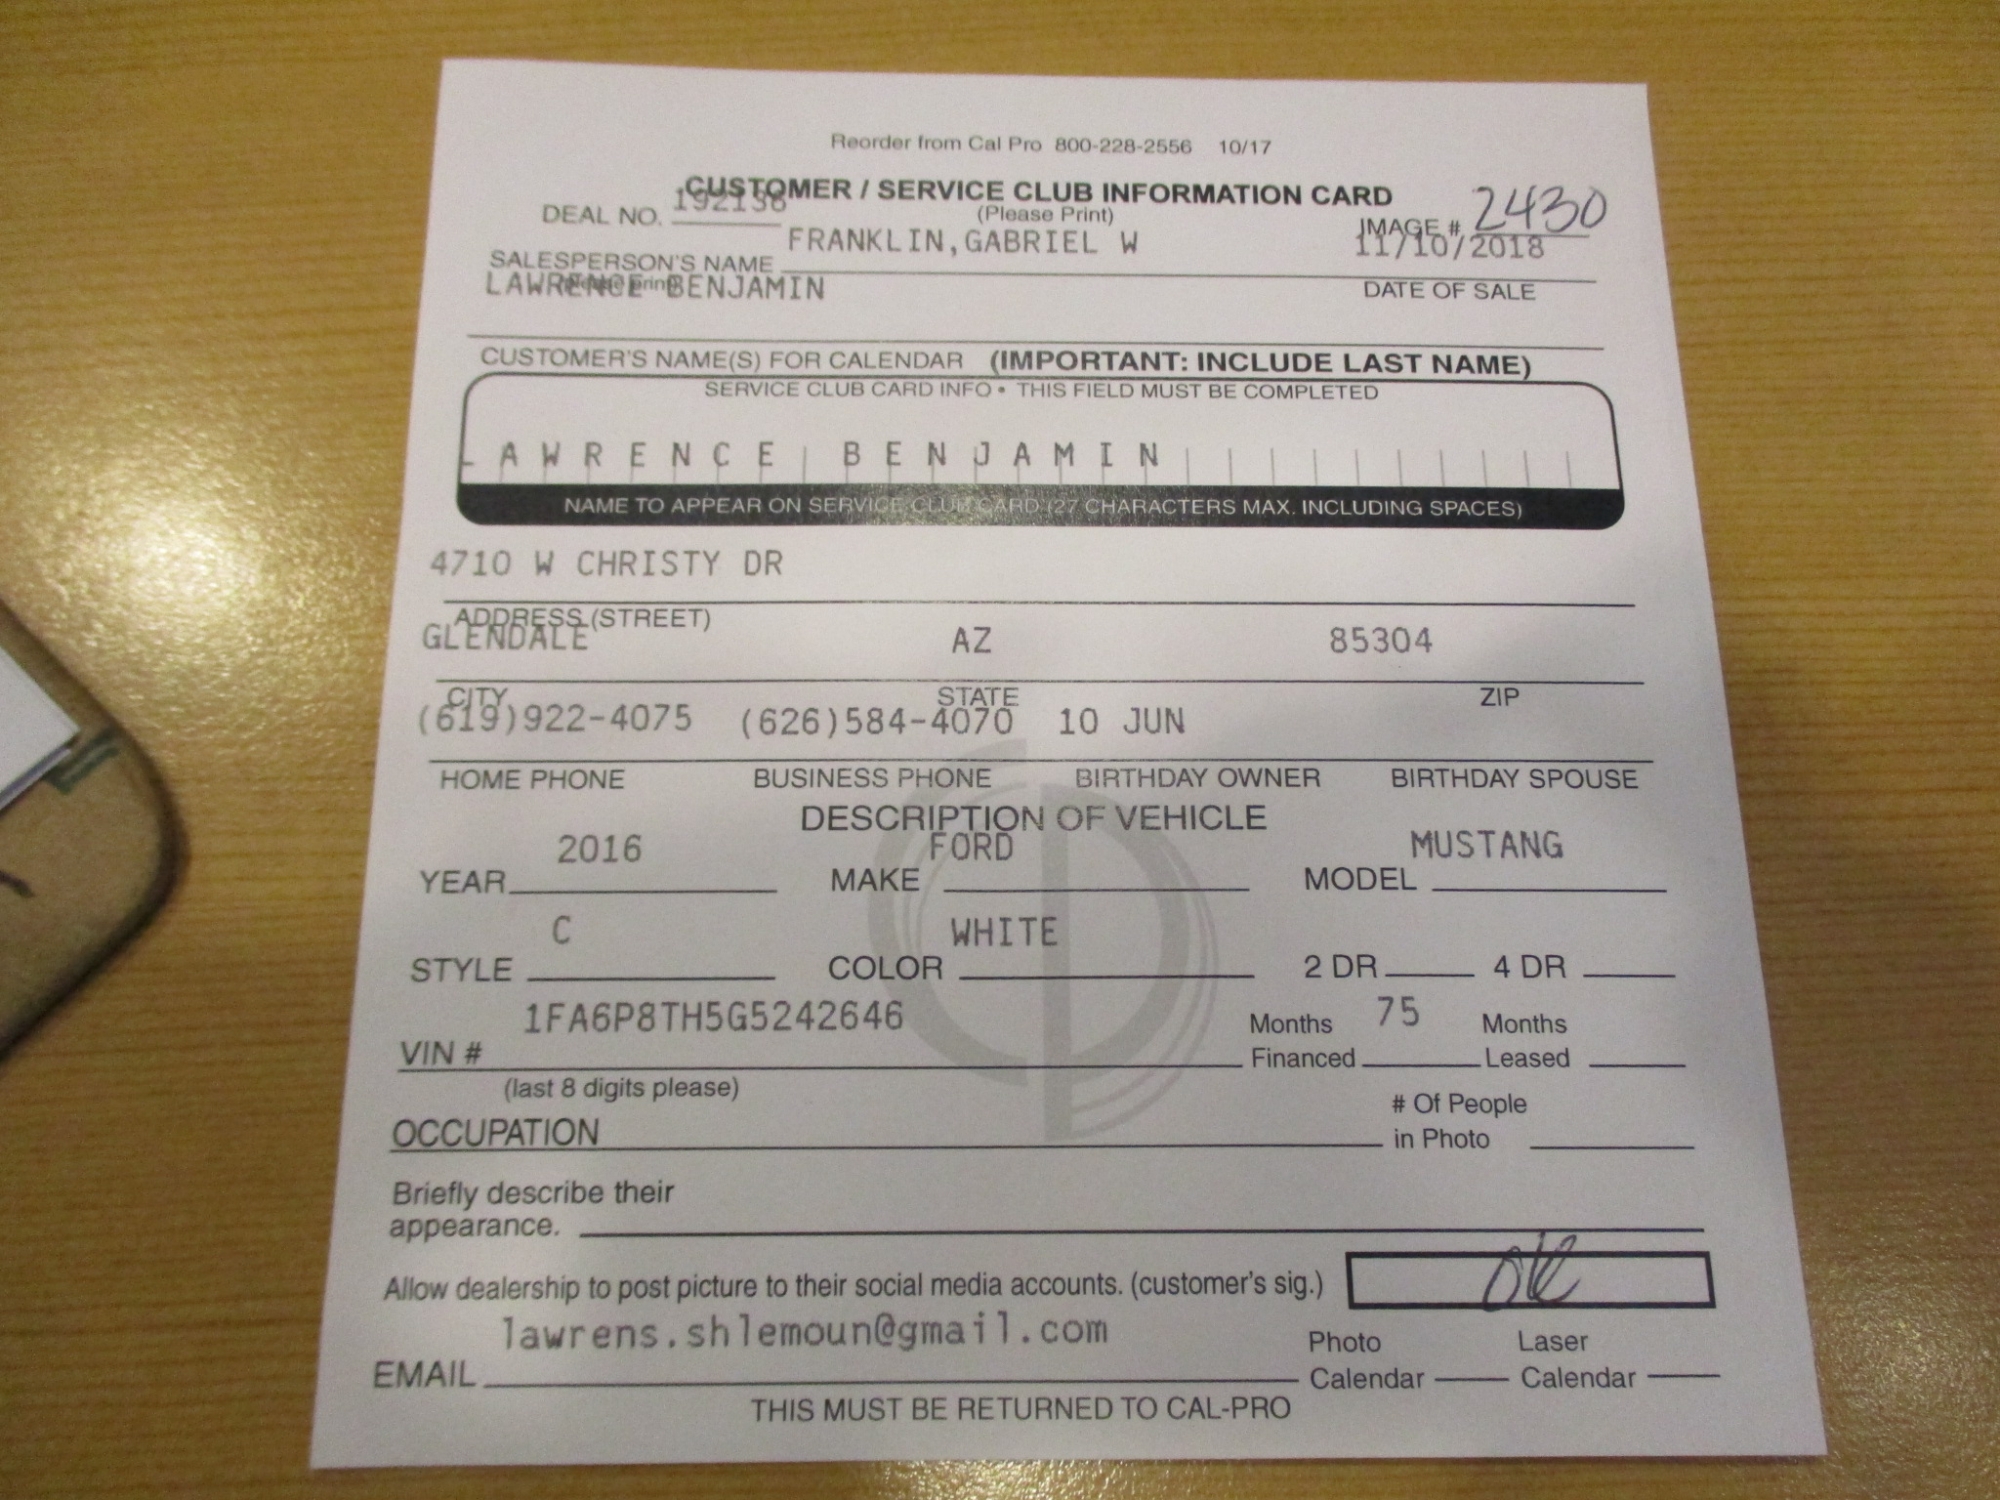 Reorder from Cal Pro 800-228-2556 10/17
CUSTOMER / SERVICE CLUB INFORMATION CARD
(Please Print)
DEAL NO. 192136
IMAGE # 2430
SALESPERSON'S NAME FRANKLIN,GABRIEL W
11/10/2018
(please print)
DATE OF SALE
LAWRENCE BENJAMIN
CUSTOMER'S NAME(S) FOR CALENDAR (IMPORTANT: INCLUDE LAST NAME)
SERVICE CLUB CARD INFO • THIS FIELD MUST BE COMPLETED
LAWRENCE BENJAMIN
NAME TO APPEAR ON SERVICE CLUB CARD (27 CHARACTERS MAX. INCLUDING SPACES)
4710 W CHRISTY DR
ADDRESS (STREET)
GLENDALE AZ 85304
CITY STATE ZIP
(619)922-4075 (626)584-4070 10 JUN
HOME PHONE BUSINESS PHONE BIRTHDAY OWNER BIRTHDAY SPOUSE
DESCRIPTION OF VEHICLE
YEAR 2016 MAKE FORD MODEL MUSTANG
STYLE C COLOR WHITE 2 DR 4 DR
VIN # 1FA6P8TH5G5242646 Months Financed 75 Months Leased
(last 8 digits please)
OCCUPATION # Of People in Photo
Briefly describe their
appearance.
Allow dealership to post picture to their social media accounts. (customer's sig.) OK
lawrens.shlemoun@gmail.com
EMAIL Photo Calendar Laser Calendar
THIS MUST BE RETURNED TO CAL-PRO